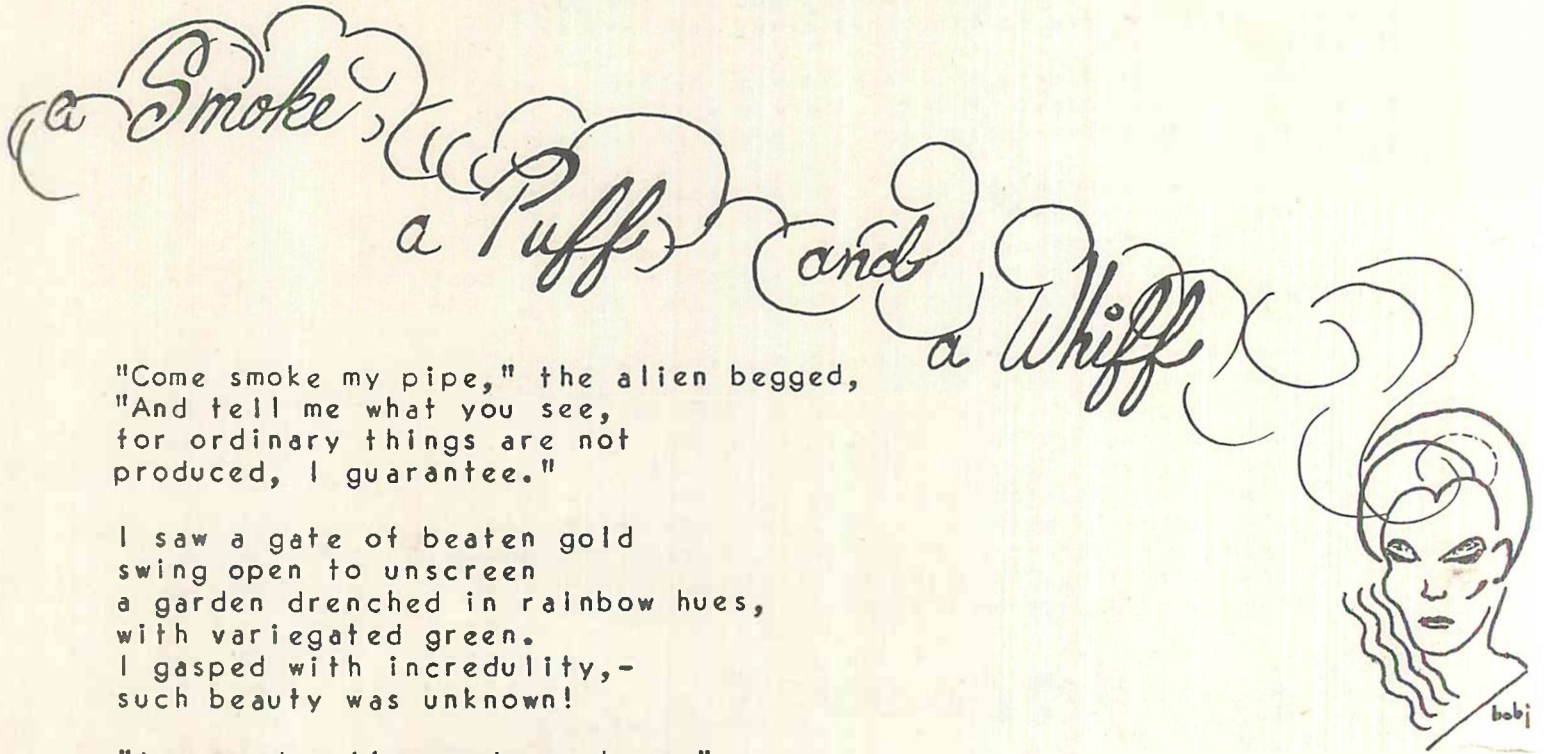 a Smoke,
a Puff,
and
a Whiff
"Come smoke my pipe," the alien begged,
"And tell me what you see,
for ordinary things are not
produced, I guarantee."
I saw a gate of beaten gold
swing open to unscreen
a garden drenched in rainbow hues,
with variegated green.
I gasped with incredulity,-
such beauty was unknown!
bobj